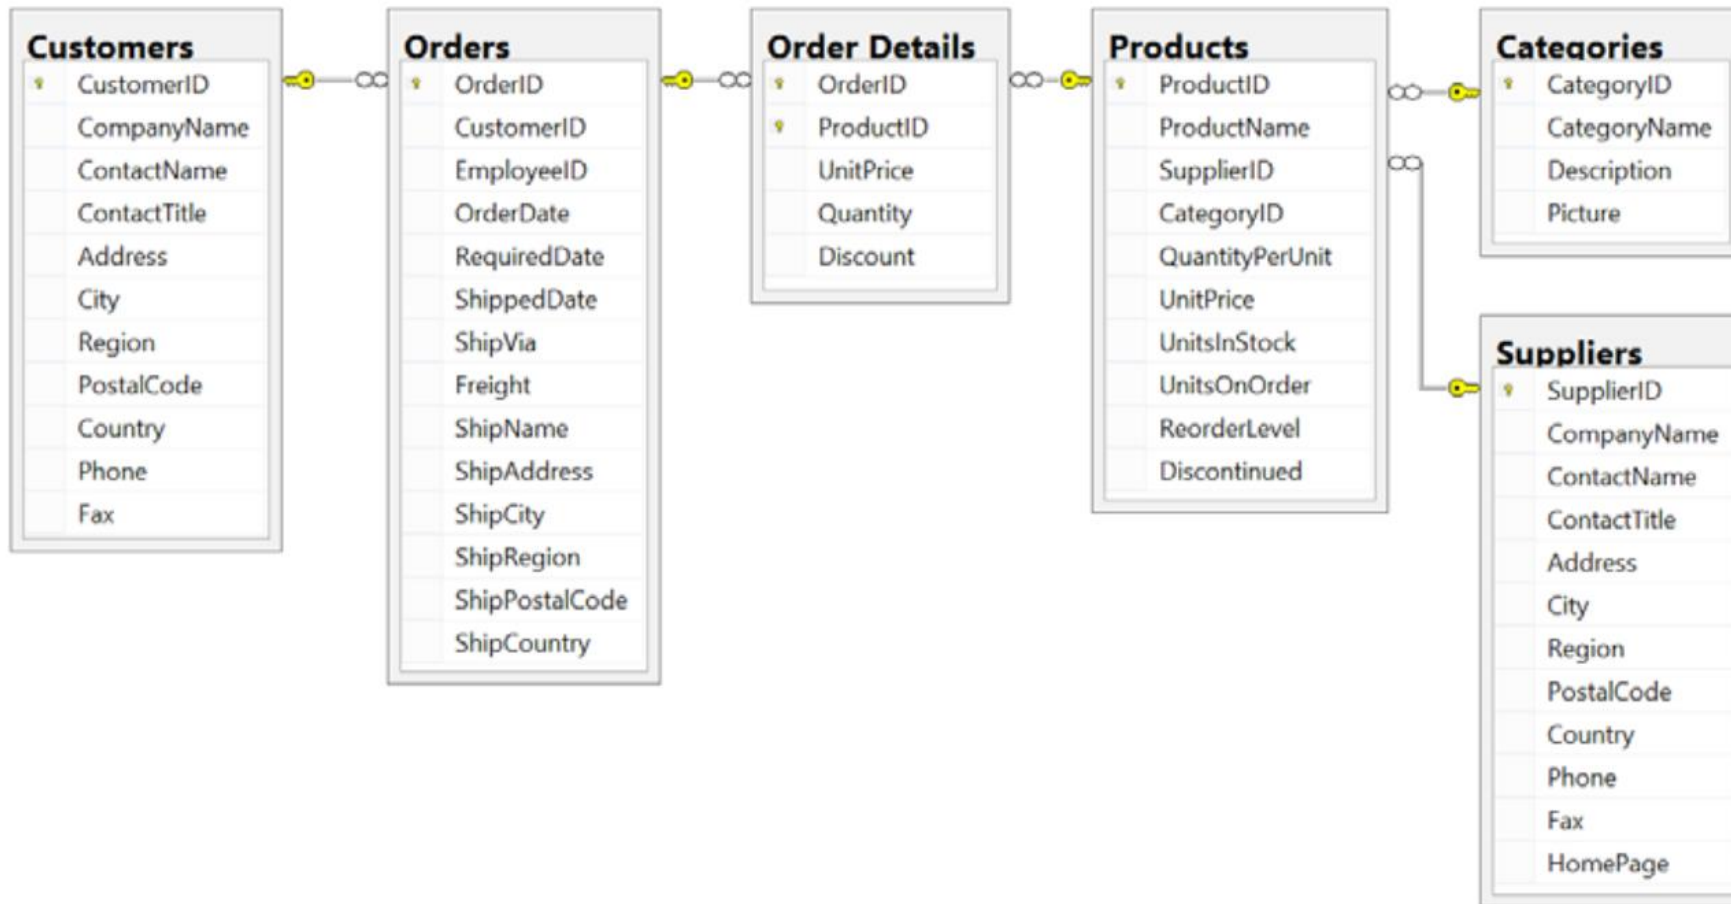 Customers
CustomerID
CompanyName
ContactName
ContactTitle
Address
City
Region
PostalCode
Country
Phone
Fax
Orders
OrderID
CustomerID
EmployeeID
OrderDate
RequiredDate
ShippedDate
ShipVia
Freight
ShipName
ShipAddress
ShipCity
ShipRegion
ShipPostalCode
ShipCountry
Order Details
OrderID
ProductID
UnitPrice
Quantity
Discount
Products
ProductID
ProductName
SupplierID
CategoryID
QuantityPerUnit
UnitPrice
UnitsInStock
UnitsOnOrder
ReorderLevel
Discontinued
Categories
CategoryID
CategoryName
Description
Picture
Suppliers
SupplierID
CompanyName
ContactName
ContactTitle
Address
City
Region
PostalCode
Country
Phone
Fax
HomePage